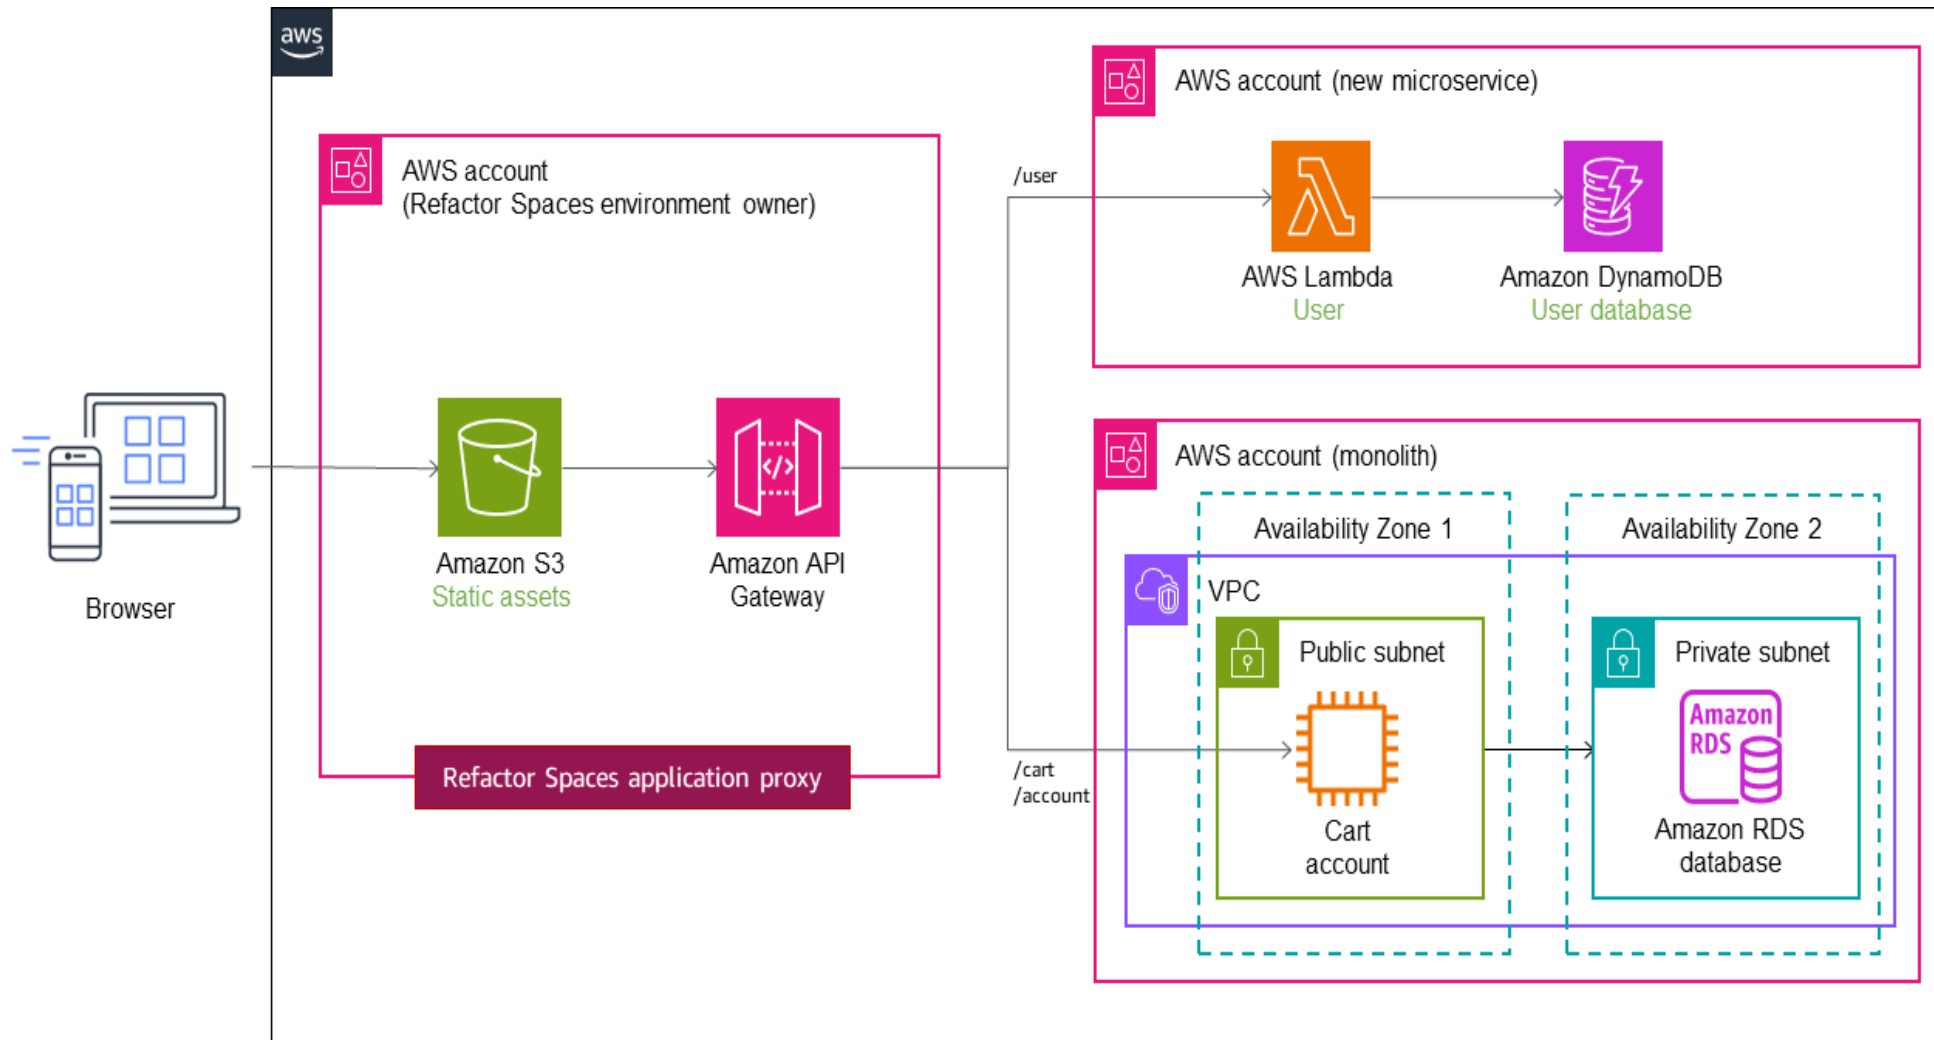 aws
AWS account
(Refactor Spaces environment owner)
Browser
Amazon S3
Static assets
Amazon API
Gateway
Refactor Spaces application proxy
/user
AWS account (new microservice)
AWS Lambda
User
Amazon DynamoDB
User database
/cart
/account
AWS account (monolith)
Availability Zone 1
Availability Zone 2
VPC
Public subnet
Cart
account
Private subnet
Amazon
RDS
Amazon RDS
database